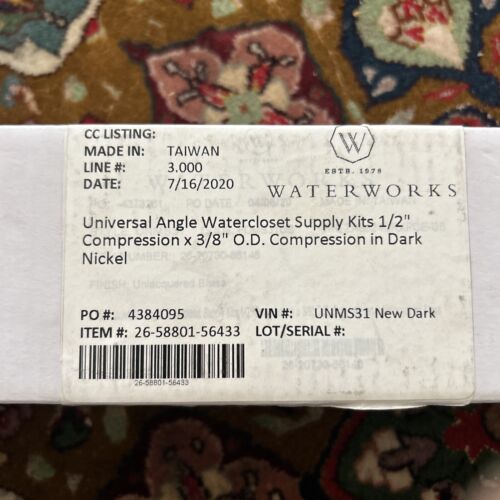 CC LISTING:
MADE IN: TAIWAN
LINE #: 3.000
DATE: 7/16/2020
W
ESTB. 1978
WATERWORKS
Universal Angle Watercloset Supply Kits 1/2"
Compression x 3/8" O.D. Compression in Dark
Nickel
PO #: 4384095 VIN #: UNMS31 New Dark
ITEM #: 26-58801-56433 LOT/SERIAL #:
26-58801-56433